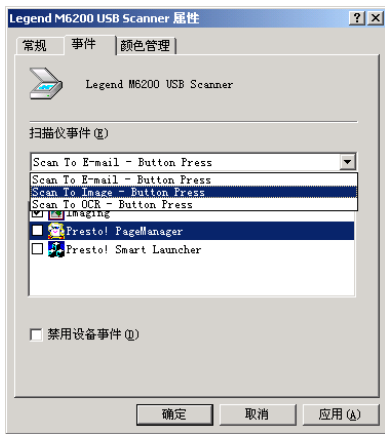 Legend M6200 USB Scanner 属性
常规 事件 颜色管理
Legend M6200 USB Scanner
扫描仪事件(E)
Scan To E-mail - Button Press
Scan To E-mail - Button Press
Scan To Image - Button Press
Scan To OCR - Button Press
Imaging
Presto! PageManager
Presto! Smart Launcher
禁用设备事件(D)
确定 取消 应用(A)